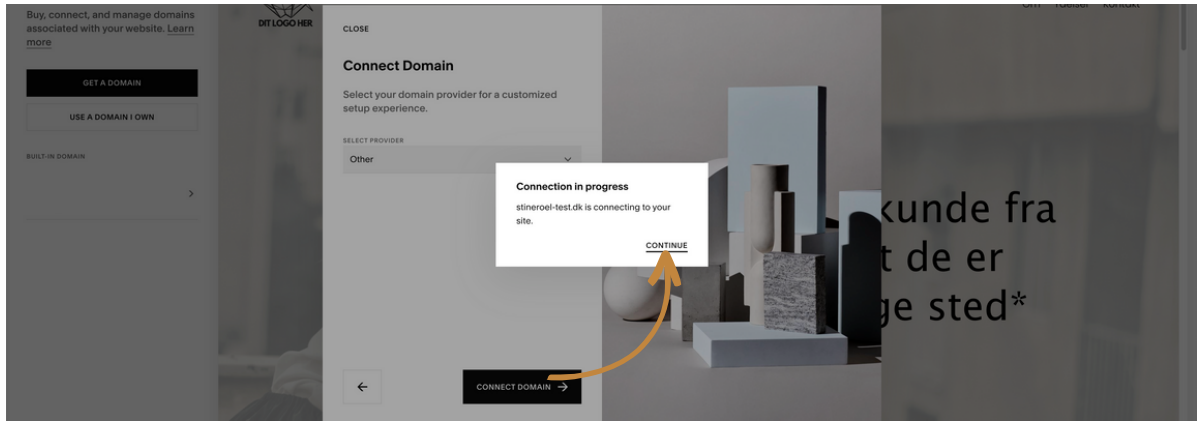 Buy, connect, and manage domains
associated with your website. Learn
more
GET A DOMAIN
USE A DOMAIN I OWN
BUILT-IN DOMAIN
DIT LOGO HER
CLOSE
Connect Domain
Select your domain provider for a customized
setup experience.
SELECT PROVIDER
Other
Connection in progress
stineroel-test.dk is connecting to your
site.
CONTINUE
CONNECT DOMAIN
Kontakt
kunde fra
t de er
ge sted*